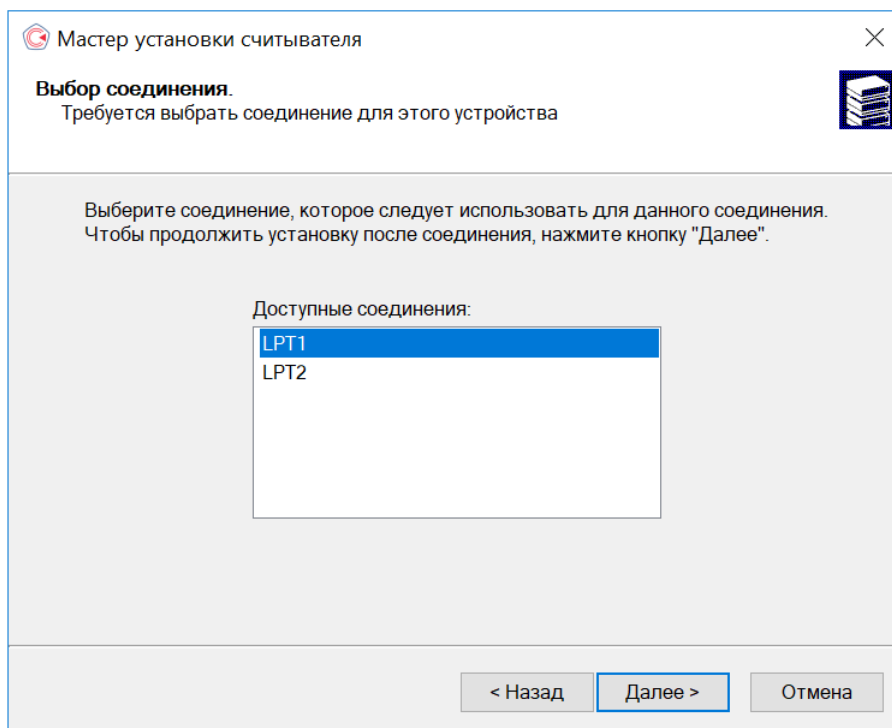 Мастер установки считывателя
Выбор соединения.
Требуется выбрать соединение для этого устройства
Выберите соединение, которое следует использовать для данного соединения.
Чтобы продолжить установку после соединения, нажмите кнопку "Далее".
Доступные соединения:
LPT1
LPT2
< Назад
Далее >
Отмена